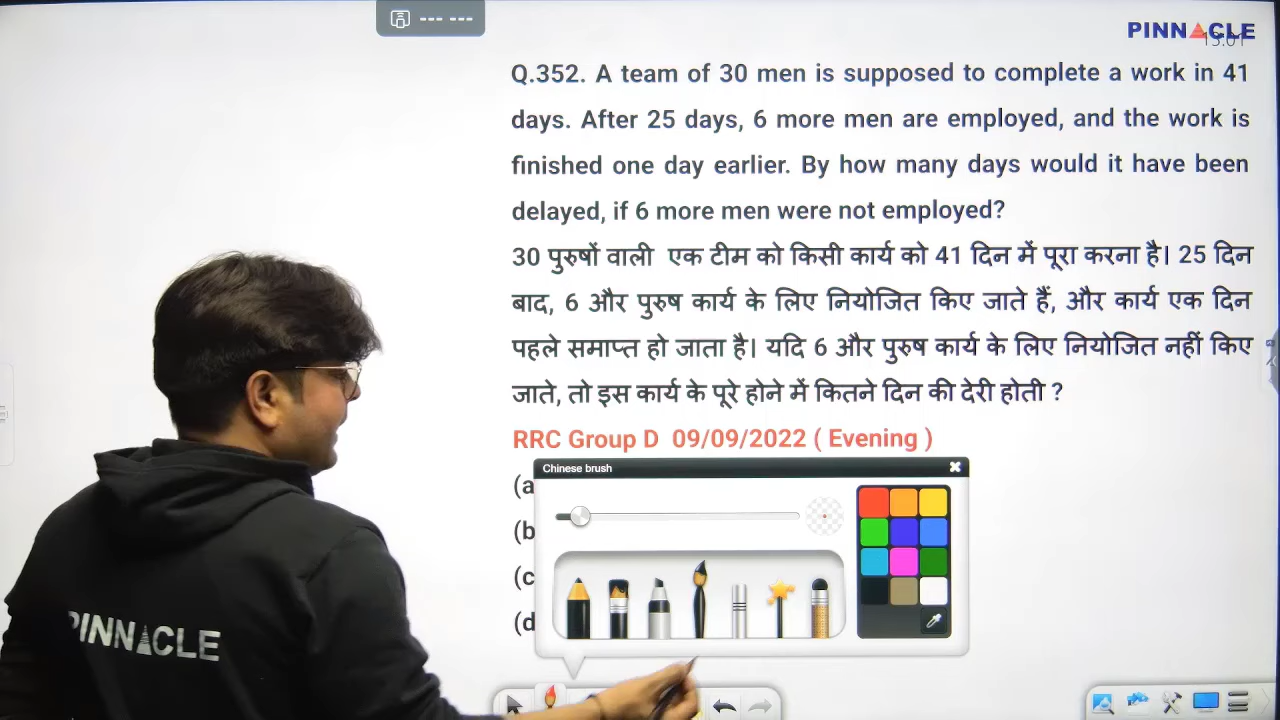 PINNACLE
Q.352. A team of 30 men is supposed to complete a work in 41
days. After 25 days, 6 more men are employed, and the work is
finished one day earlier. By how many days would it have been
delayed, if 6 more men were not employed?
30 पुरुषों वाली एक टीम को किसी कार्य को 41 दिन में पूरा करना है। 25 दिन
बाद, 6 और पुरुष कार्य के लिए नियोजित किए जाते हैं, और कार्य एक दिन
पहले समाप्त हो जाता है। यदि 6 और पुरुष कार्य के लिए नियोजित नहीं किए
जाते, तो इस कार्य के पूरे होने में कितने दिन की देरी होती ?
RRC Group D 09/09/2022 ( Evening )
Chinese brush
(a
(b
(c
(d
PINNACLE